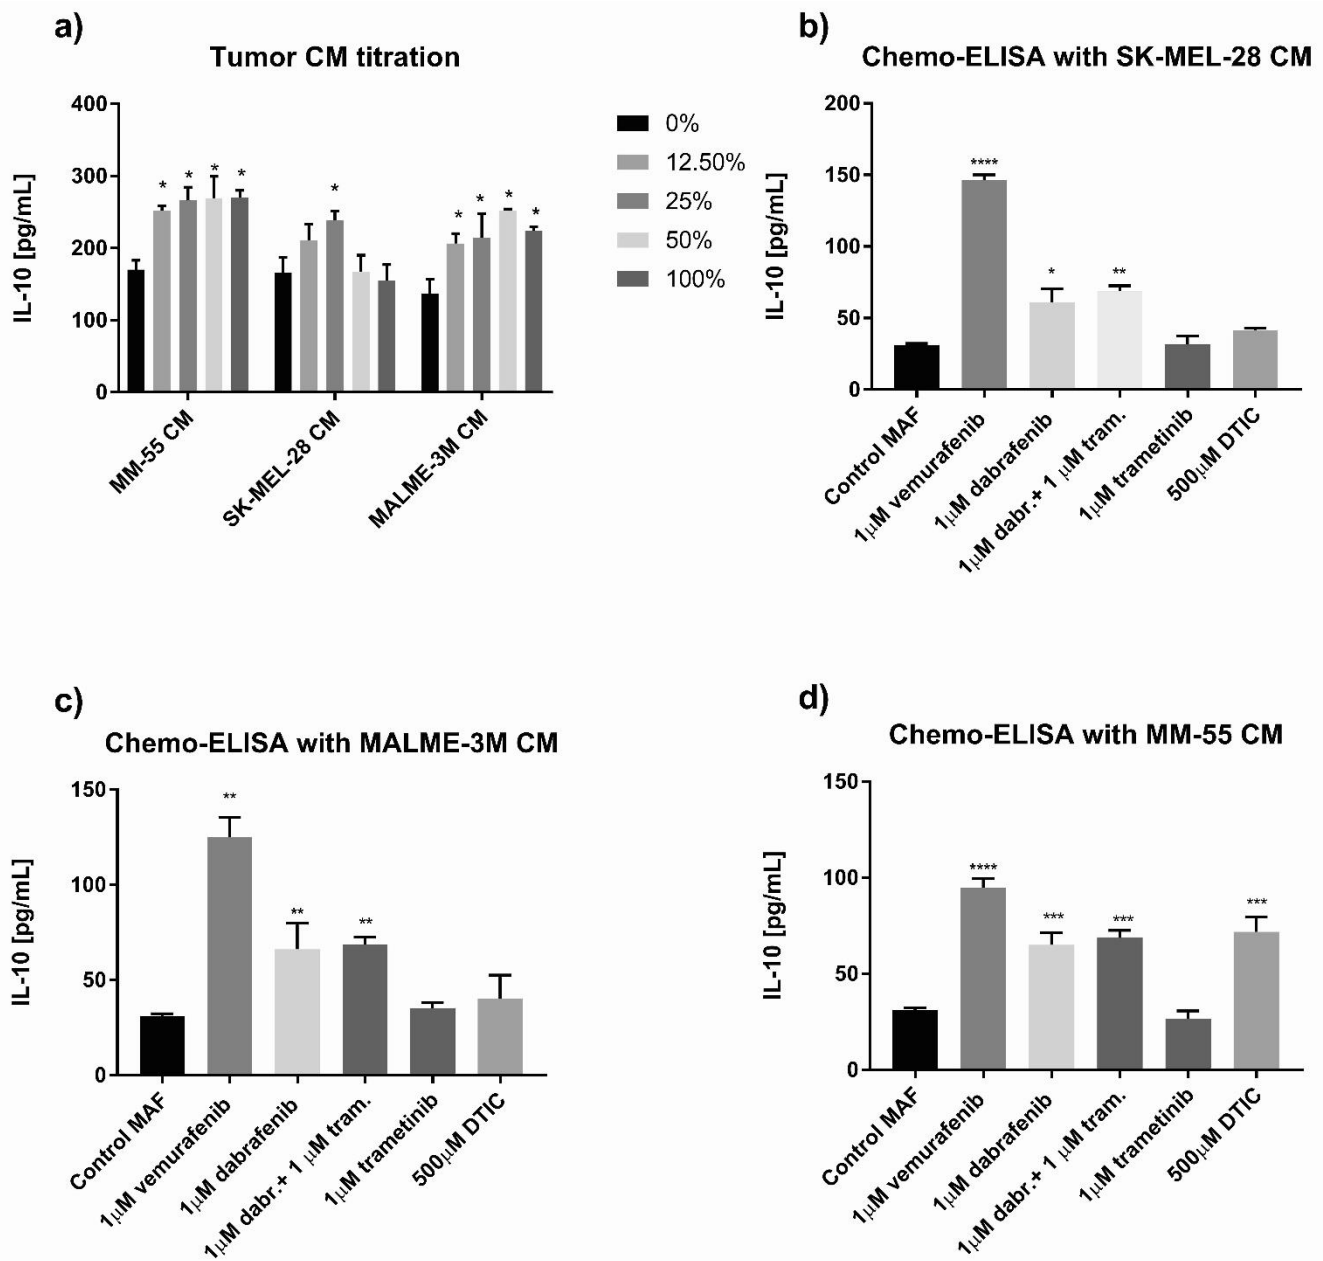 a)
Tumor CM titration
IL-10 [pg/mL]
400
300
200
100
0
* * * *
*
* * * *
MM-55 CM
SK-MEL-28 CM
MALME-3M CM
0%
12.50%
25%
50%
100%
b)
Chemo-ELISA with SK-MEL-28 CM
IL-10 [pg/mL]
200
150
100
50
0
****
*
**
Control MAF
1μM vemurafenib
1μM dabrafenib
1μM dabr.+ 1 μM tram.
1μM trametinib
500μM DTIC
c)
Chemo-ELISA with MALME-3M CM
IL-10 [pg/mL]
150
100
50
0
**
**
**
Control MAF
1μM vemurafenib
1μM dabrafenib
1μM dabr.+ 1 μM tram.
1μM trametinib
500μM DTIC
d)
Chemo-ELISA with MM-55 CM
IL-10 [pg/mL]
150
100
50
0
****
***
***
***
Control MAF
1μM vemurafenib
1μM dabrafenib
1μM dabr.+ 1 μM tram.
1μM trametinib
500μM DTIC